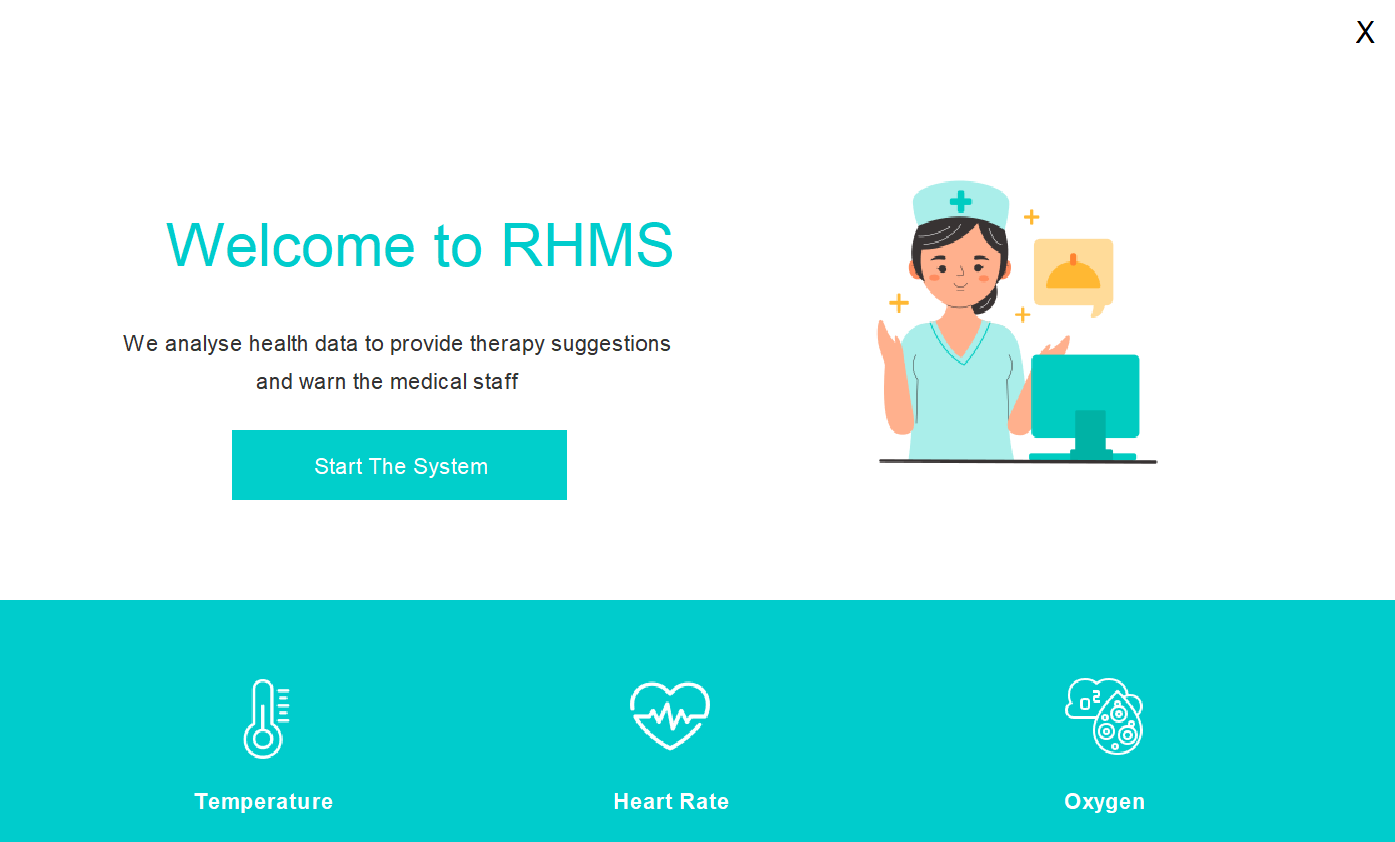 X
Welcome to RHMS
We analyse health data to provide therapy suggestions
and warn the medical staff
Start The System
O2
Temperature
Heart Rate
Oxygen